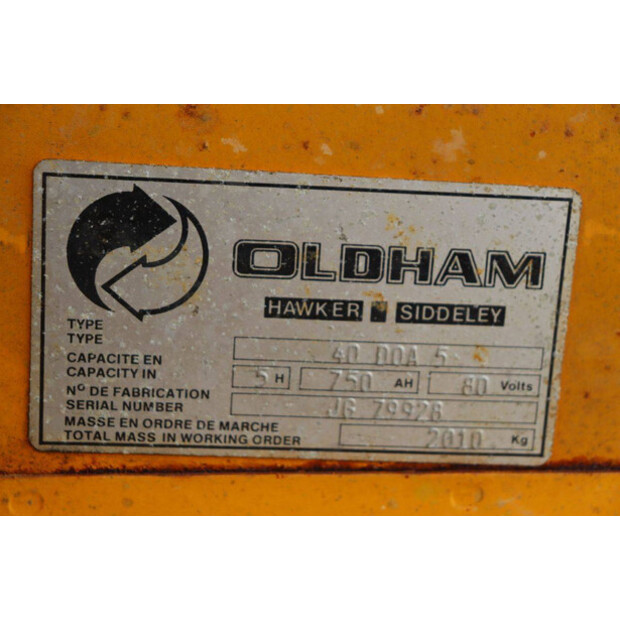 OLDHAM
HAWKER SIDDELEY
TYPE
TYPE 40 DOA 5
CAPACITE EN
CAPACITY IN 5 H 750 AH 80 Volts
Nº DE FABRICATION
SERIAL NUMBER JG 79926
MASSE EN ORDRE DE MARCHE
TOTAL MASS IN WORKING ORDER 2010 Kg